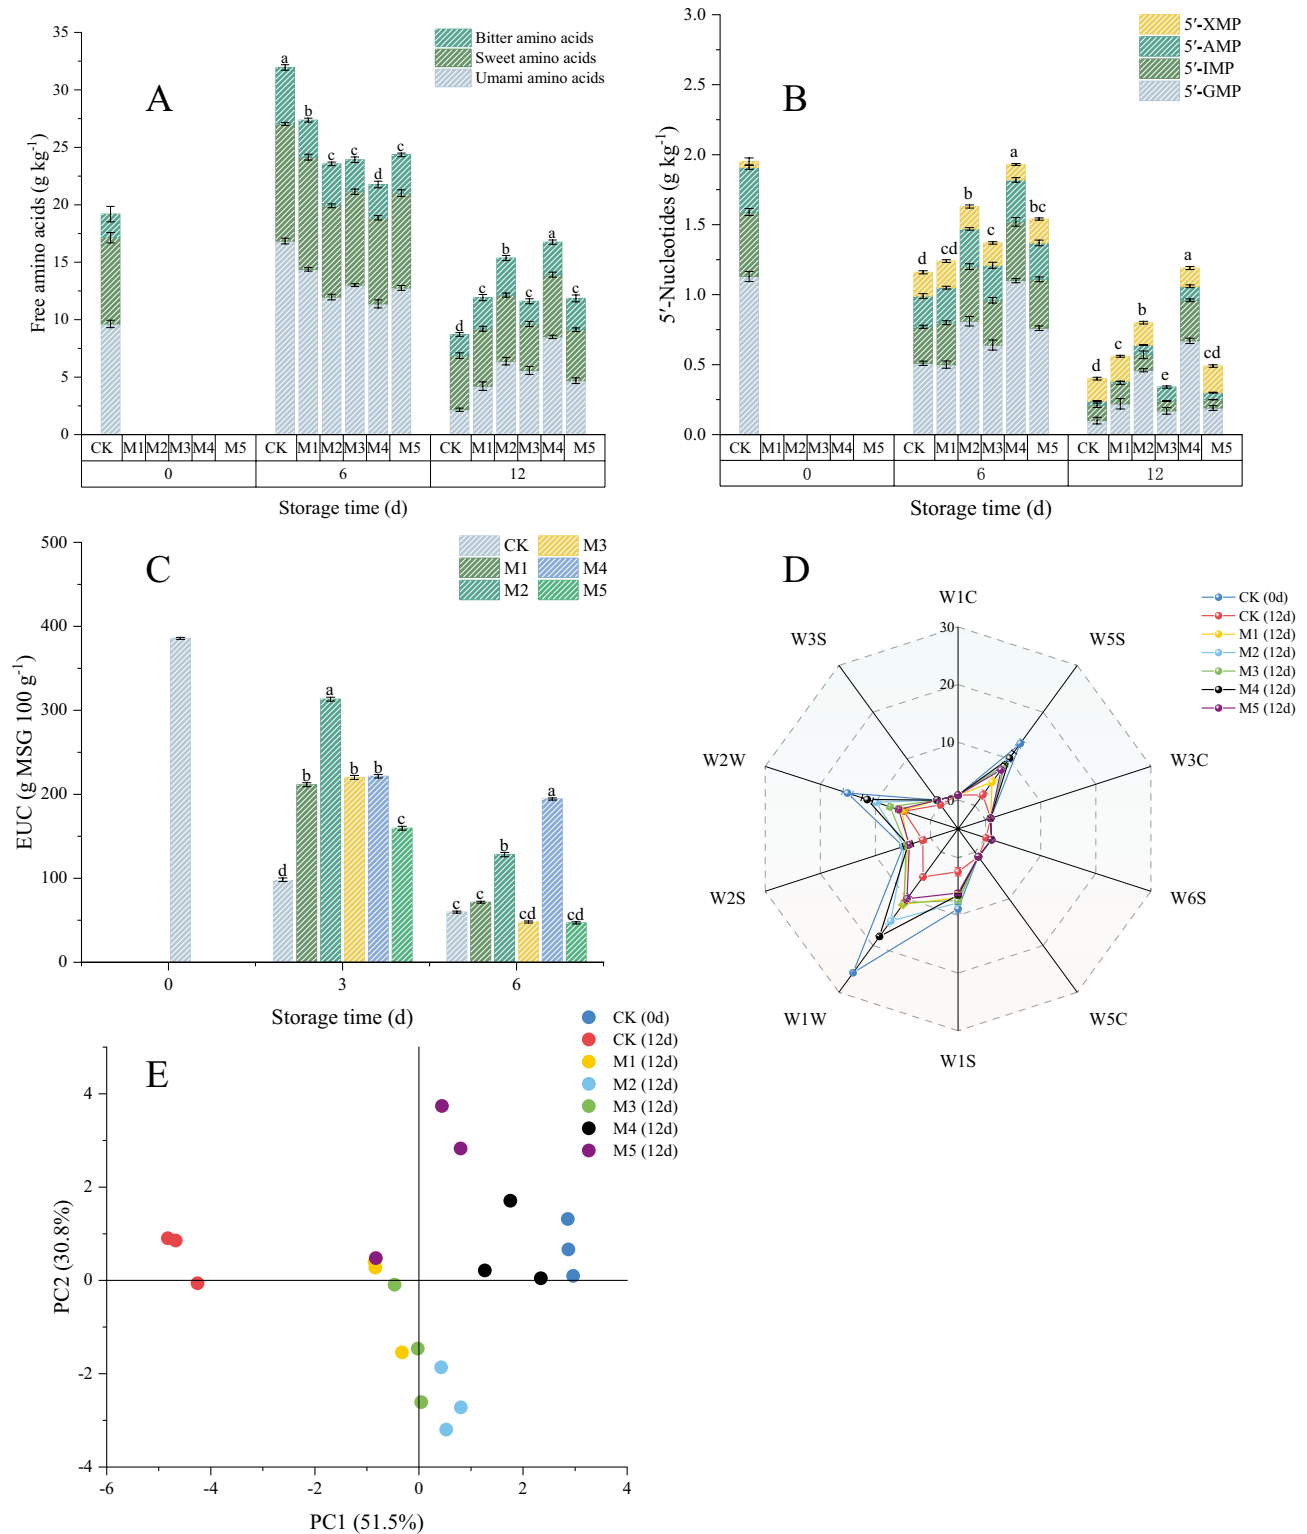 A
Bitter amino acids
Sweet amino acids
Umami amino acids
Free amino acids (g kg-1)
35
30
25
20
15
10
5
0
a
b
c
c
d
c
d
c
b
c
a
c
CK M1 M2 M3 M4 M5 CK M1 M2 M3 M4 M5 CK M1 M2 M3 M4 M5
0 6 12
Storage time (d)
B
5′-XMP
5′-AMP
5′-IMP
5′-GMP
5′-Nucleotides (g kg-1)
3.0
2.5
2.0
1.5
1.0
0.5
0.0
d
cd
b
c
a
bc
d
c
b
e
a
cd
CK M1 M2 M3 M4 M5 CK M1 M2 M3 M4 M5 CK M1 M2 M3 M4 M5
0 6 12
Storage time (d)
C
CK M3
M1 M4
M2 M5
EUC (g MSG 100 g-1)
500
400
300
200
100
0
d
b
a
b
b
c
c
c
b
cd
a
cd
0 3 6
Storage time (d)
D
W1C
W5S
W3C
W6S
W5C
W1S
W1W
W2S
W2W
W3S
30
20
10
0
CK (0d)
CK (12d)
M1 (12d)
M2 (12d)
M3 (12d)
M4 (12d)
M5 (12d)
E
CK (0d)
CK (12d)
M1 (12d)
M2 (12d)
M3 (12d)
M4 (12d)
M5 (12d)
PC2 (30.8%)
4
2
0
-2
-4
-6 -4 -2 0 2 4
PC1 (51.5%)